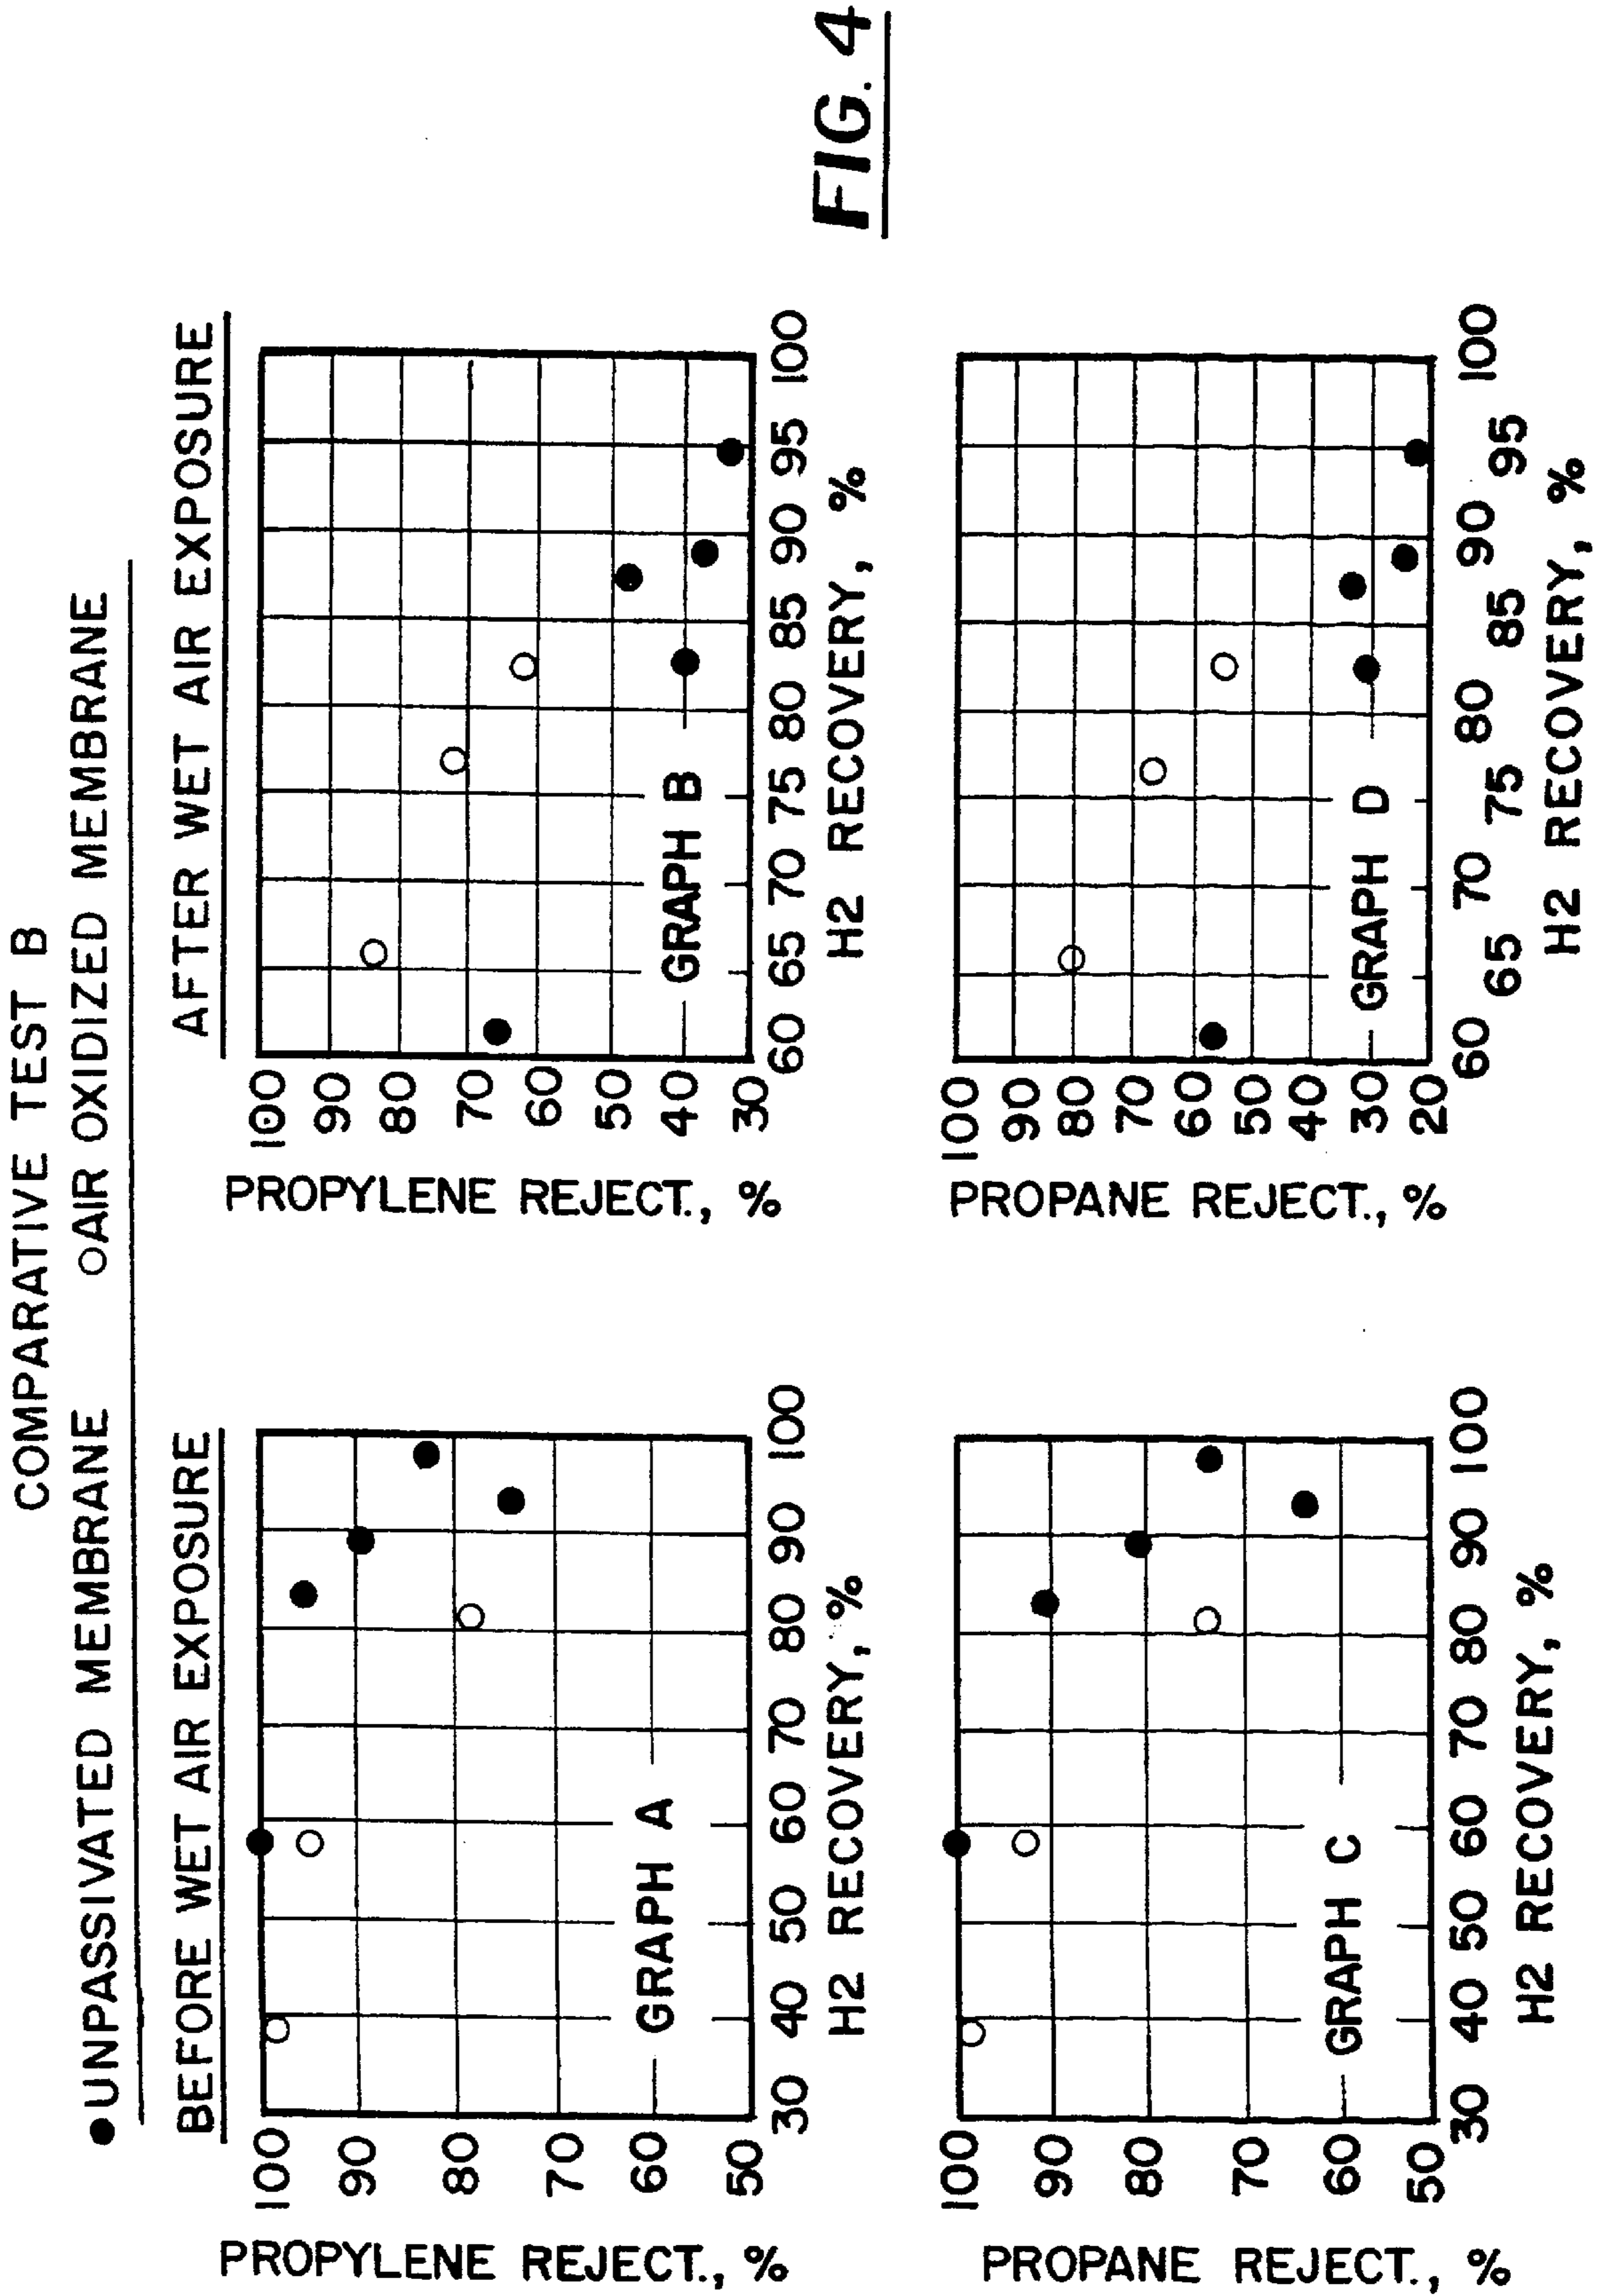 COMPARATIVE TEST B
●UNPASSIVATED MEMBRANE ○AIR OXIDIZED MEMBRANE
BEFORE WET AIR EXPOSURE
PROPYLENE REJECT., %
100
90
80
70
60
50
GRAPH A
30 40 50 60 70 80 90 100
H2 RECOVERY, %
AFTER WET AIR EXPOSURE
PROPYLENE REJECT., %
100
90
80
70
60
50
40
30
GRAPH B
60 65 70 75 80 85 90 95 100
H2 RECOVERY, %
PROPANE REJECT., %
100
90
80
70
60
50
GRAPH C
30 40 50 60 70 80 90 100
H2 RECOVERY, %
PROPANE REJECT., %
100
90
80
70
60
50
40
30
20
GRAPH D
60 65 70 75 80 85 90 95 100
H2 RECOVERY, %
FIG. 4